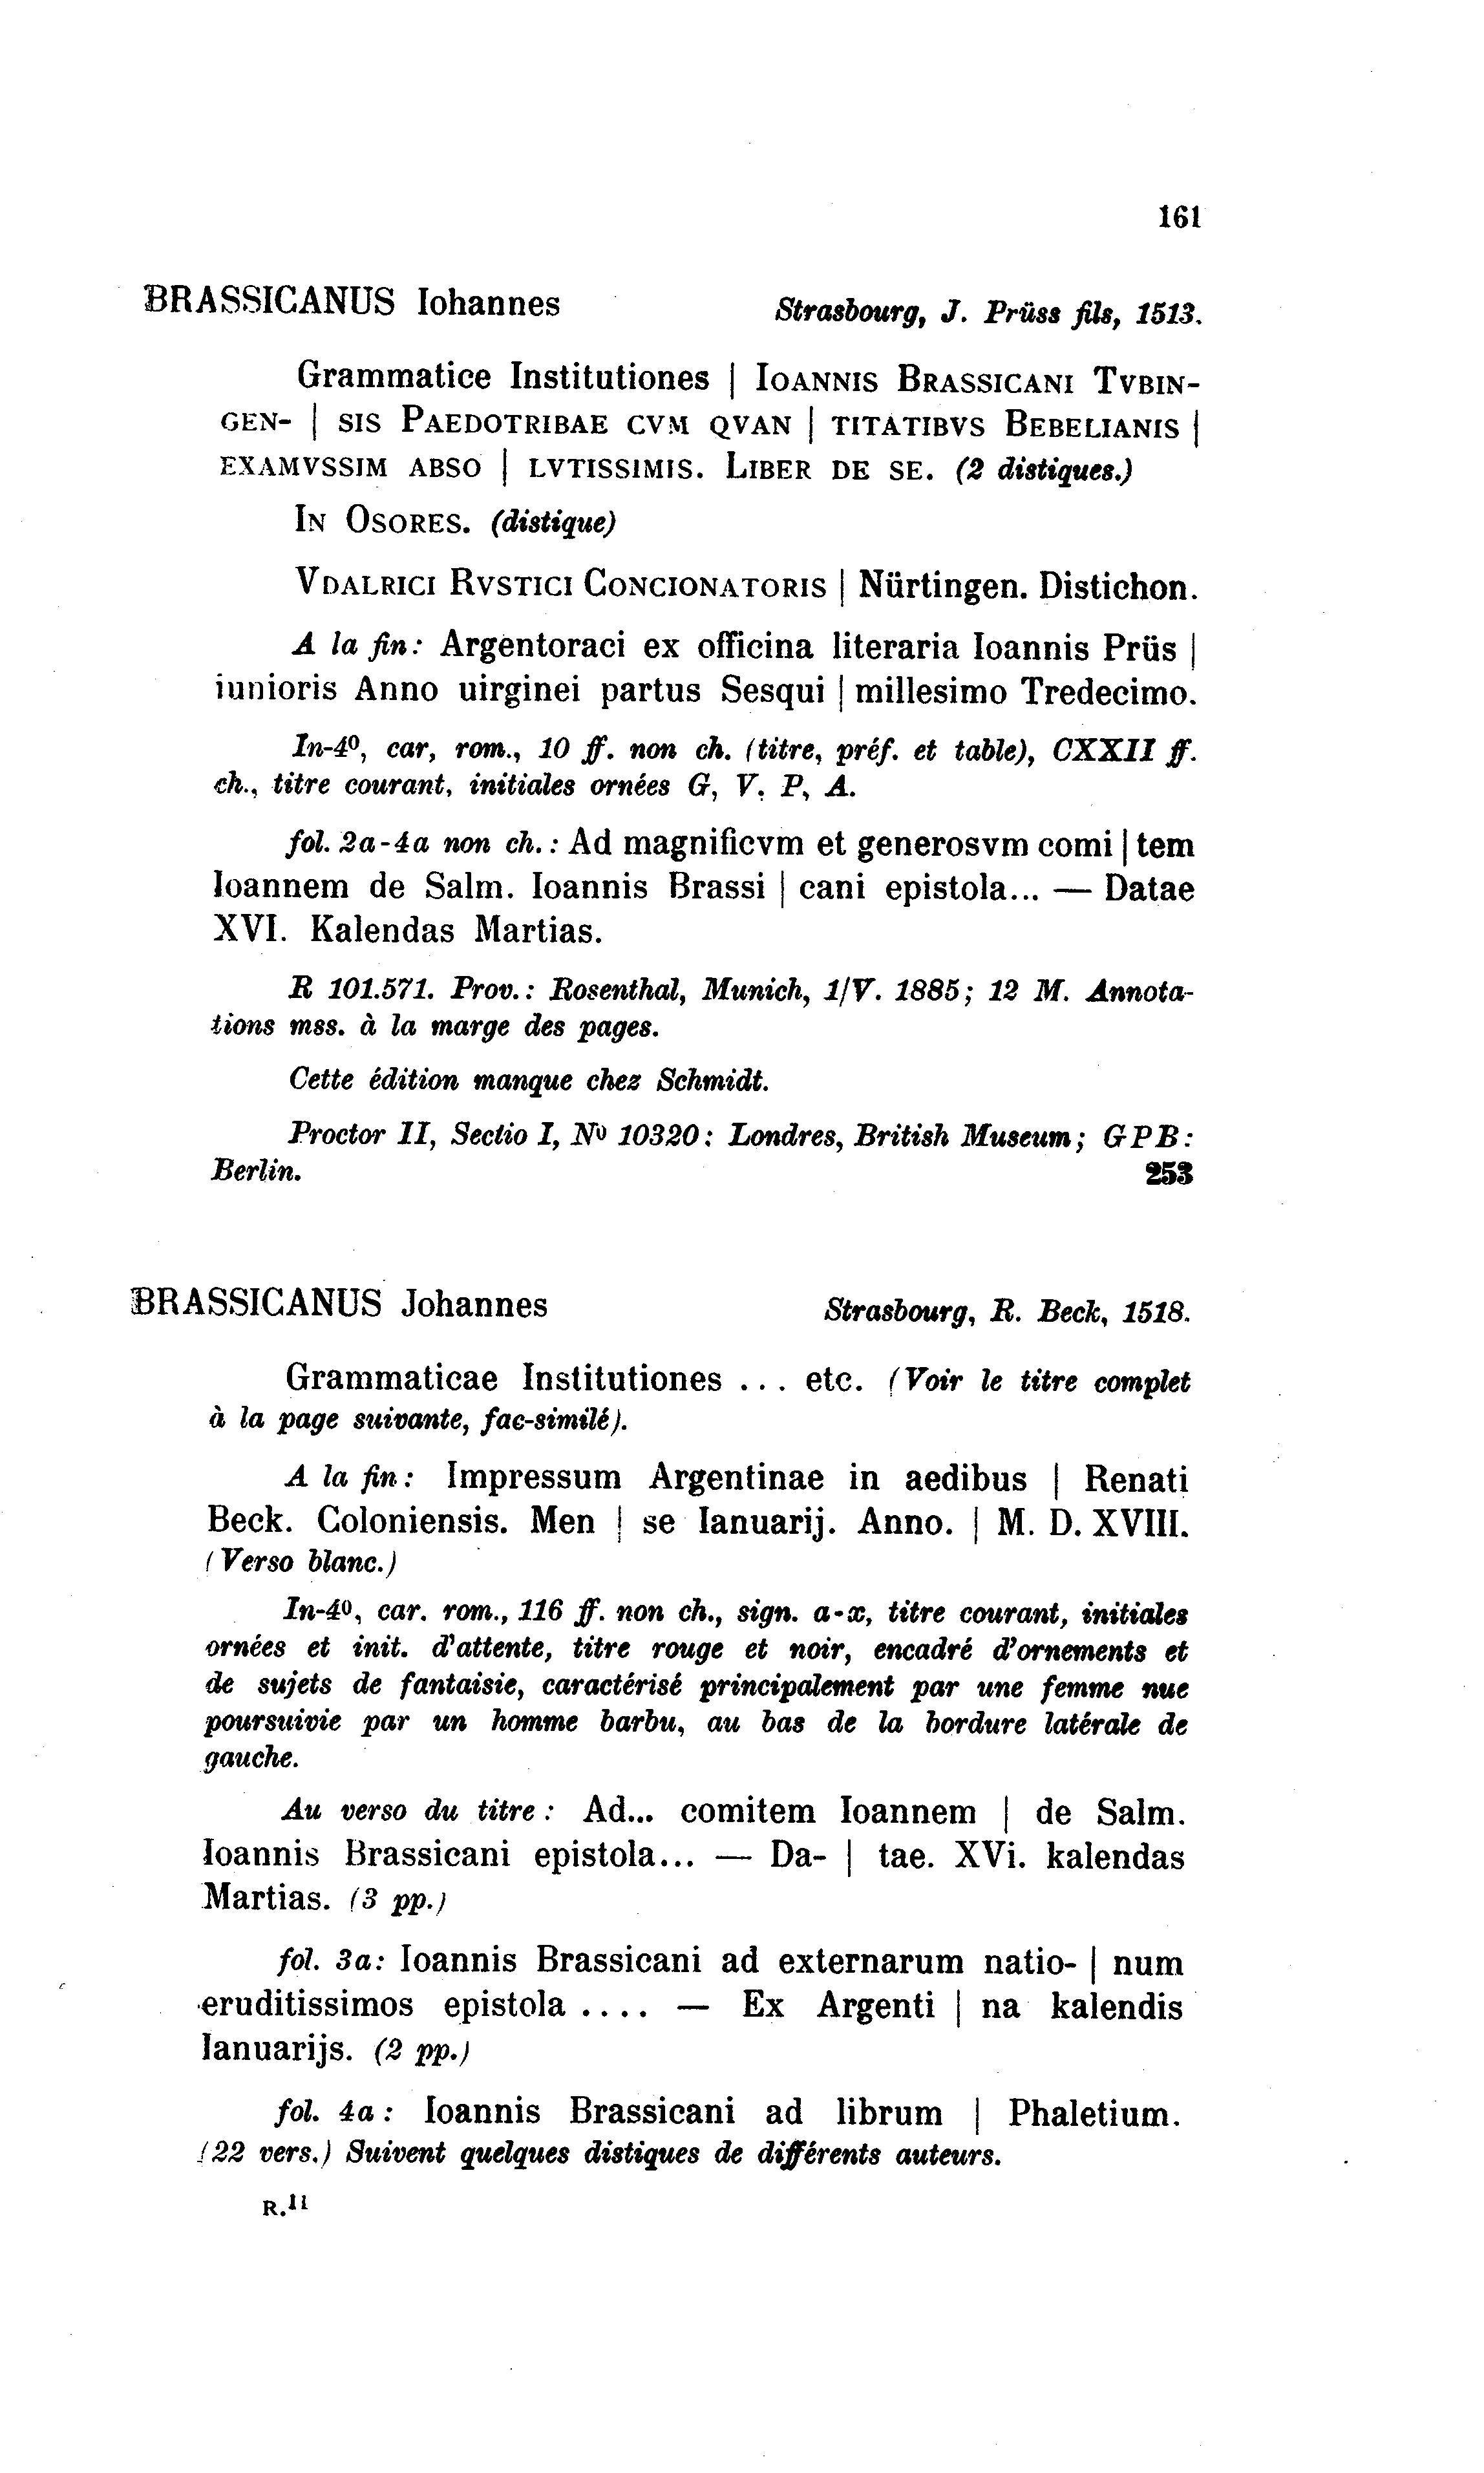 161
BRASSICANUS Iohannes Strasbourg, J. Prüss fils, 1513.
Grammatice Institutiones | IOANNIS BRASSICANI TVBIN-
GEN- | SIS PAEDOTRIBAE CVM QVAN | TITATIBVS BEBELIANIS |
EXAMVSSIM ABSO | LVTISSIMIS. LIBER DE SE. (2 distiques.)
IN OSORES. (distique)
VDALRICI RVSTICI CONCIONATORIS | Nürtingen. Distichon.
A la fin: Argentoraci ex officina literaria Ioannis Prüs |
iunioris Anno uirginei partus Sesqui | millesimo Tredecimo.
In-4º, car, rom., 10 ff. non ch. (titre, préf. et table), CXXII ff.
ch., titre courant, initiales ornées G, V. P, A.
fol. 2a-4a non ch.: Ad magnificvm et generosvm comi | tem
Ioannem de Salm. Ioannis Brassi | cani epistola... — Datae
XVI. Kalendas Martias.
R 101.571. Prov.: Rosenthal, Munich, 1/V. 1885; 12 M. Annota-
tions mss. à la marge des pages.
Cette édition manque chez Schmidt.
Proctor II, Sectio I, Nº 10320: Londres, British Museum; GPB:
Berlin. 253
BRASSICANUS Johannes Strasbourg, R. Beck, 1518.
Grammaticae Institutiones ... etc. (Voir le titre complet
à la page suivante, fac-similé).
A la fin: Impressum Argentinae in aedibus | Renati
Beck. Coloniensis. Men | se Ianuarij. Anno. | M. D. XVIII.
(Verso blanc.)
In-4º, car. rom., 116 ff. non ch., sign. a-x, titre courant, initiales
ornées et init. d'attente, titre rouge et noir, encadré d'ornements et
de sujets de fantaisie, caractérisé principalement par une femme nue
poursuivie par un homme barbu, au bas de la bordure latérale de
gauche.
Au verso du titre: Ad... comitem Ioannem | de Salm.
Ioannis Brassicani epistola... — Da- | tae. XVi. kalendas
Martias. (3 pp.)
fol. 3a: Ioannis Brassicani ad externarum natio- | num
eruditissimos epistola .... — Ex Argenti | na kalendis
Ianuarijs. (2 pp.)
fol. 4a: Ioannis Brassicani ad librum | Phaletium.
(22 vers.) Suivent quelques distiques de différents auteurs.
R.11